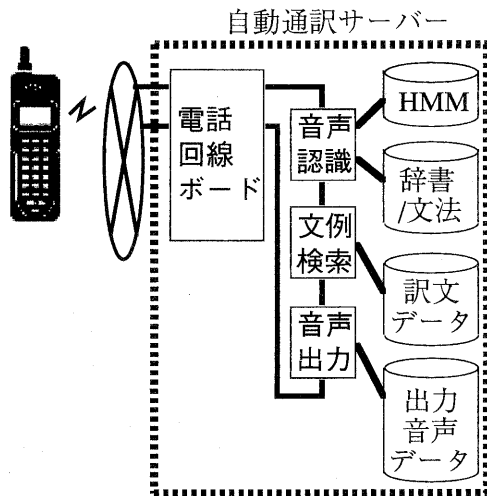 自動通訳サーバー
電話
回線
ボード
音声
認識
文例
検索
音声
出力
HMM
辞書
/文法
訳文
データ
出力
音声
データ